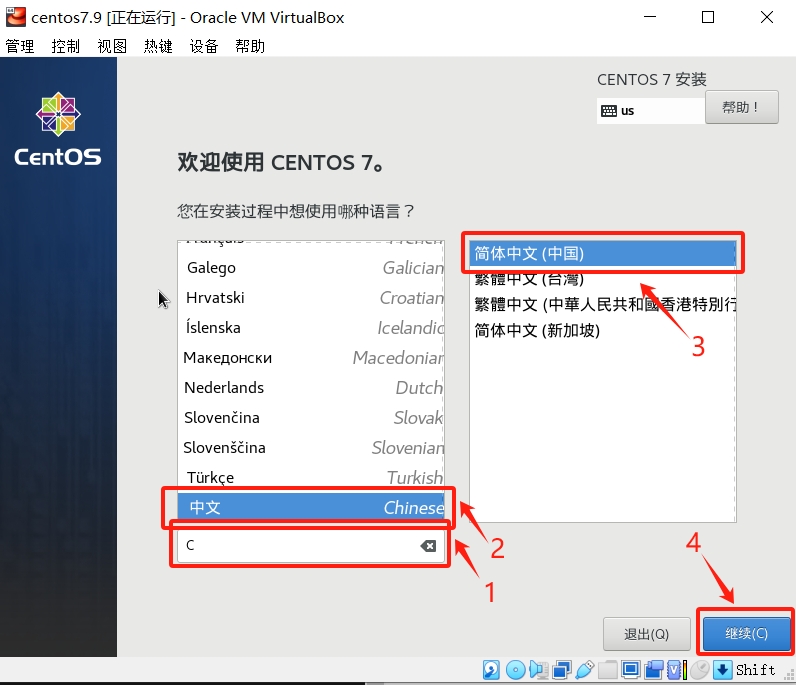 centos7.9 [正在运行] - Oracle VM VirtualBox
管理 控制 视图 热键 设备 帮助
CentOS
CENTOS 7 安装
us
帮助！
欢迎使用 CENTOS 7。
您在安装过程中想使用哪种语言？
Français French
Galego Galician
Hrvatski Croatian
Íslenska Icelandic
Македонски Macedonian
Nederlands Dutch
Slovenčina Slovak
Slovenščina Slovenian
Türkçe Turkish
中文 Chinese
C
简体中文 (中国)
繁體中文 (台灣)
繁體中文 (中華人民共和國香港特別行
简体中文 (新加坡)
3
2
1
4
退出(Q)
继续(C)
Shift